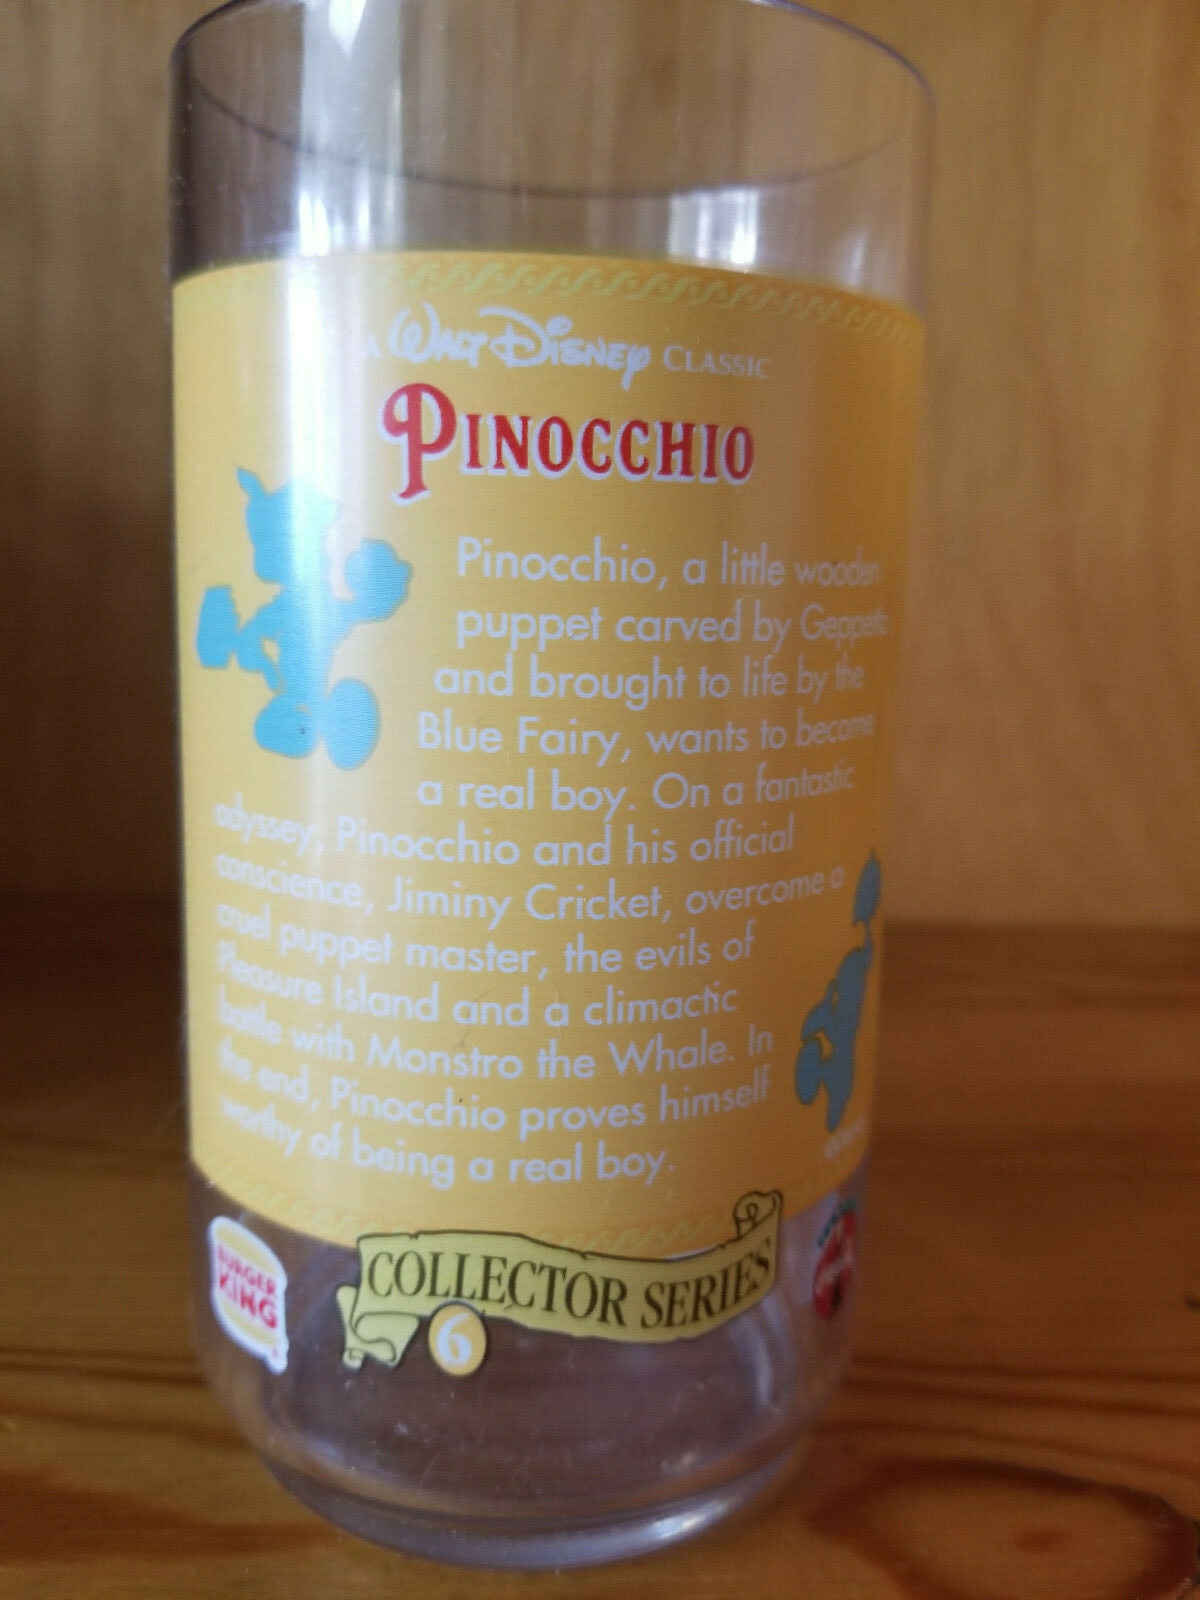 A WALT DISNEY CLASSIC
PINOCCHIO
Pinocchio, a little wooden
puppet carved by Geppetto
and brought to life by the
Blue Fairy, wants to become
a real boy. On a fantastic
odyssey, Pinocchio and his official
conscience, Jiminy Cricket, overcome a
cruel puppet master, the evils of
Pleasure Island and a climactic
battle with Monstro the Whale. In
the end, Pinocchio proves himself
worthy of being a real boy.
BURGER
KING
COLLECTOR SERIES
6